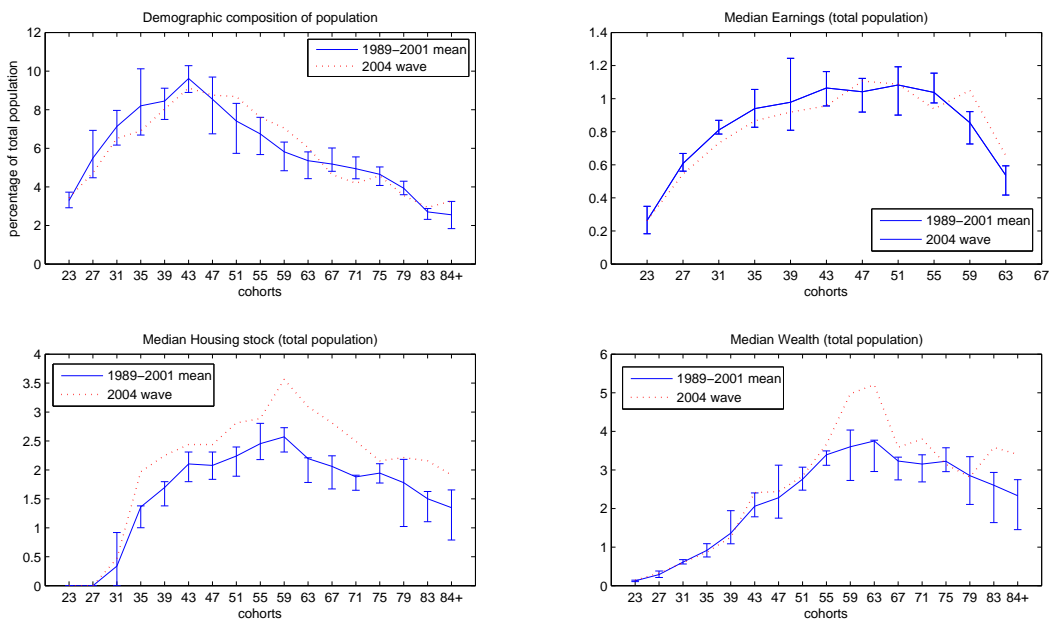 Demographic composition of population
percentage of total population
12
10
8
6
4
2
0
1989−2001 mean
2004 wave
23 27 31 35 39 43 47 51 55 59 63 67 71 75 79 83 84+
cohorts
Median Earnings (total population)
1.4
1.2
1
0.8
0.6
0.4
0.2
0
1989−2001 mean
2004 wave
23 27 31 35 39 43 47 51 55 59 63 67
cohorts
Median Housing stock (total population)
4
3.5
3
2.5
2
1.5
1
0.5
0
1989−2001 mean
2004 wave
23 27 31 35 39 43 47 51 55 59 63 67 71 75 79 83 84+
cohorts
Median Wealth (total population)
6
5
4
3
2
1
0
1989−2001 mean
2004 wave
23 27 31 35 39 43 47 51 55 59 63 67 71 75 79 83 84+
cohorts